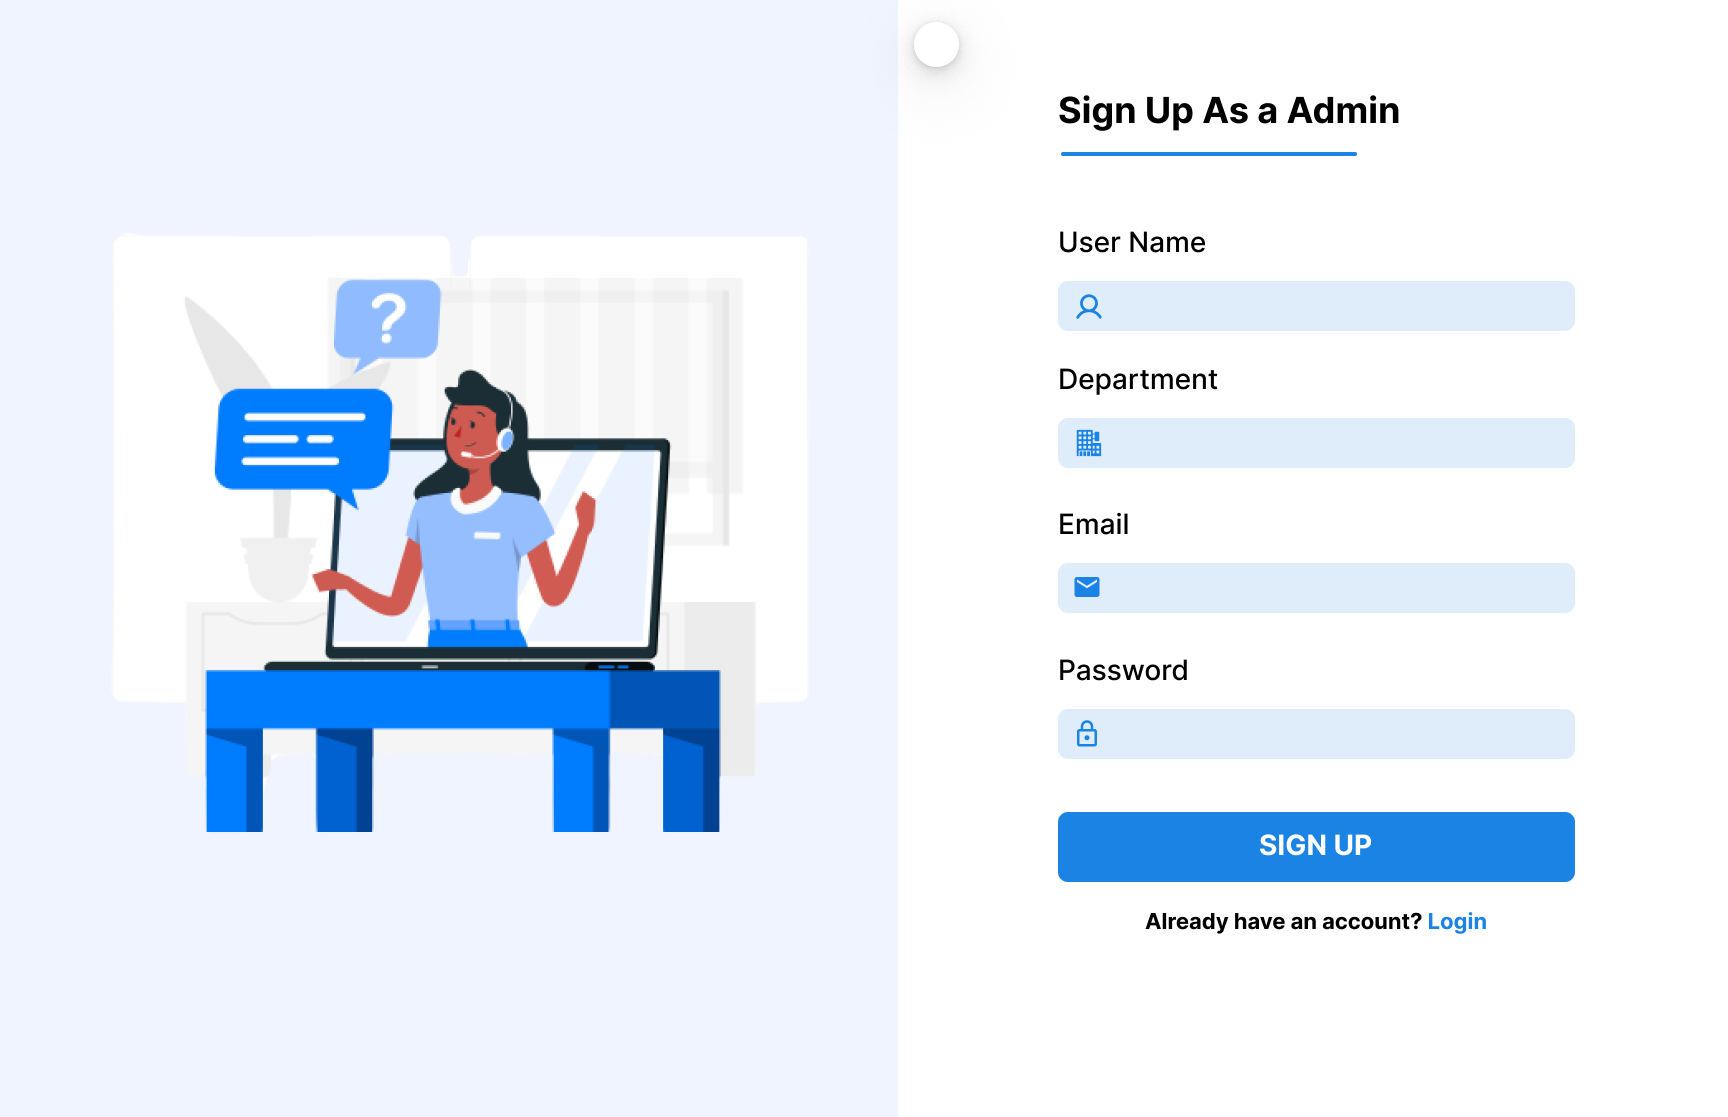 ?
Sign Up As a Admin
User Name
Department
Email
Password
SIGN UP
Already have an account? Login